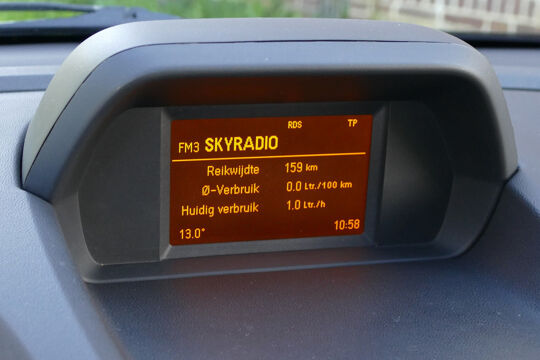 RDS TP
FM3 SKYRADIO
Reikwijdte 159 km
Ø-Verbruik 0.0 Ltr./100 km
Huidig verbruik 1.0 Ltr./h
13.0° 10:58